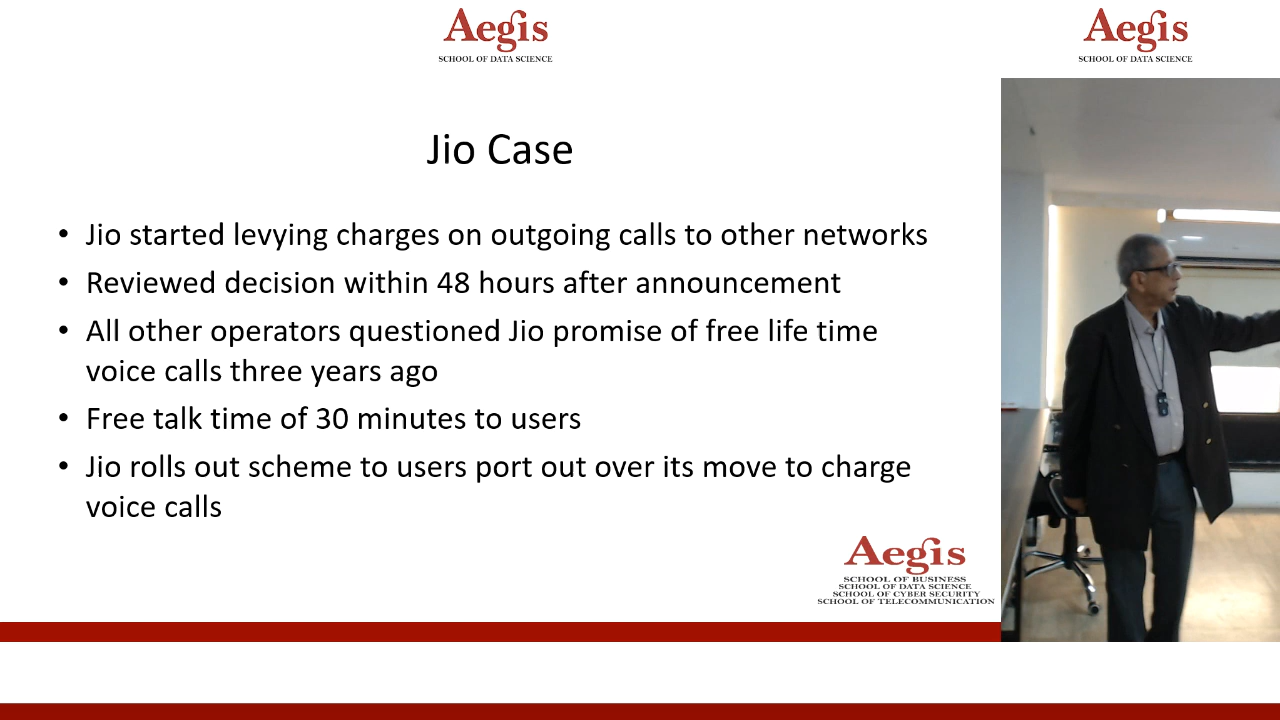 Aegis
SCHOOL OF DATA SCIENCE
Aegis
SCHOOL OF DATA SCIENCE
Jio Case
• Jio started levying charges on outgoing calls to other networks
• Reviewed decision within 48 hours after announcement
• All other operators questioned Jio promise of free life time
voice calls three years ago
• Free talk time of 30 minutes to users
• Jio rolls out scheme to users port out over its move to charge
voice calls
Aegis
SCHOOL OF BUSINESS
SCHOOL OF DATA SCIENCE
SCHOOL OF CYBER SECURITY
SCHOOL OF TELECOMMUNICATION